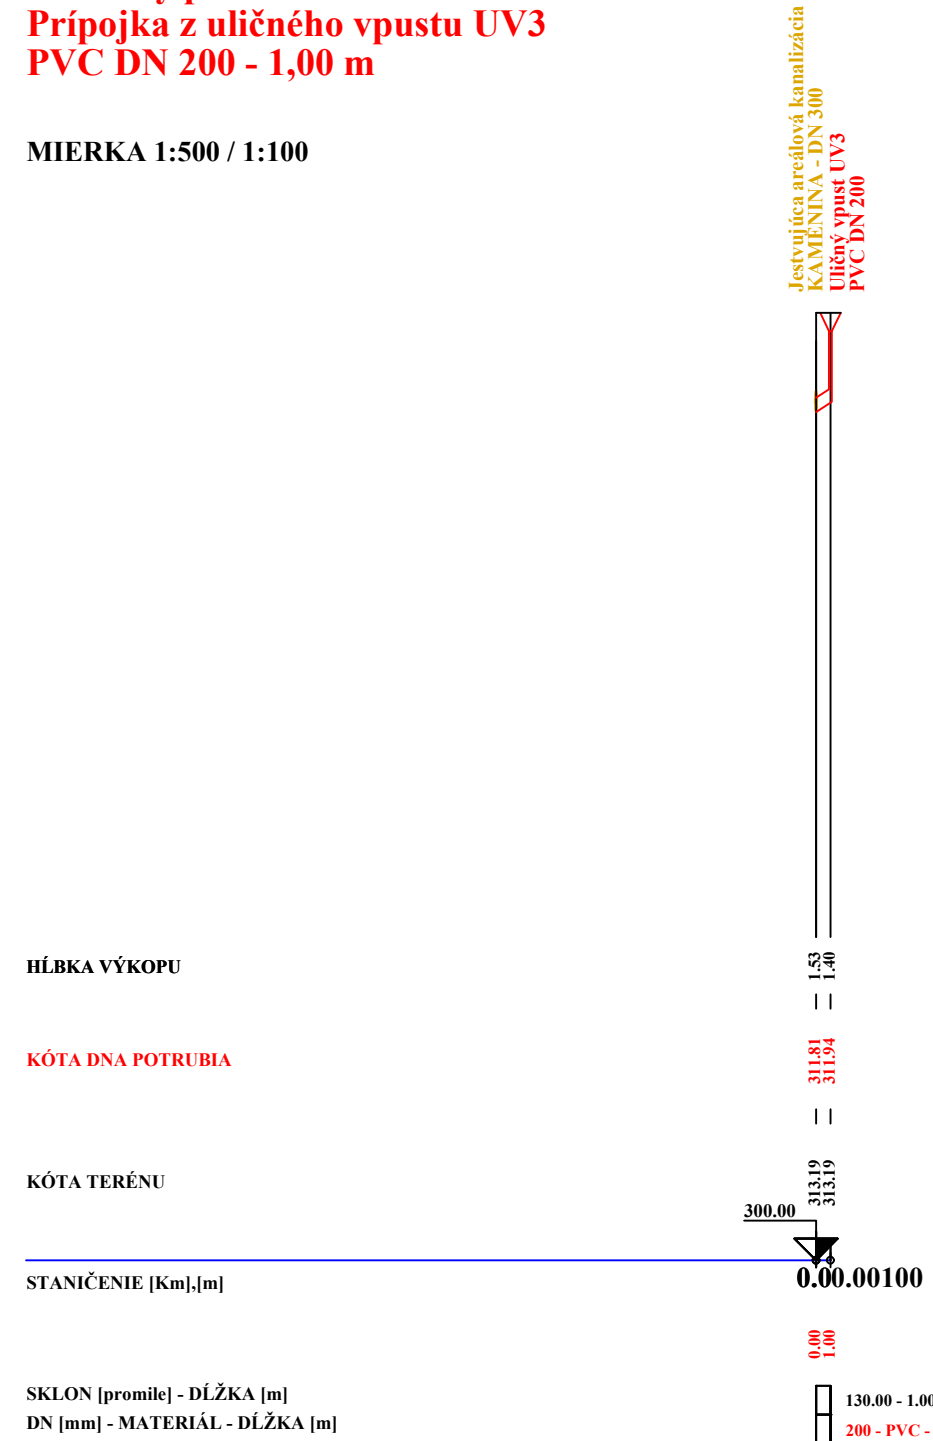 Prípojka z uličného vpustu UV3
PVC DN 200 - 1,00 m
MIERKA 1:500 / 1:100
Jestvujúca areálová kanalizácia
KAMENINA - DN 300
Uličný vpust UV3
PVC DN 200
HĹBKA VÝKOPU
1.53
1.40
KÓTA DNA POTRUBIA
311.81
311.94
KÓTA TERÉNU
313.19
313.19
300.00
STANIČENIE [Km],[m]
0.00.00100
0.00
1.00
SKLON [promile] - DĹŽKA [m]
130.00 - 1.00
DN [mm] - MATERIÁL - DĹŽKA [m]
200 - PVC -